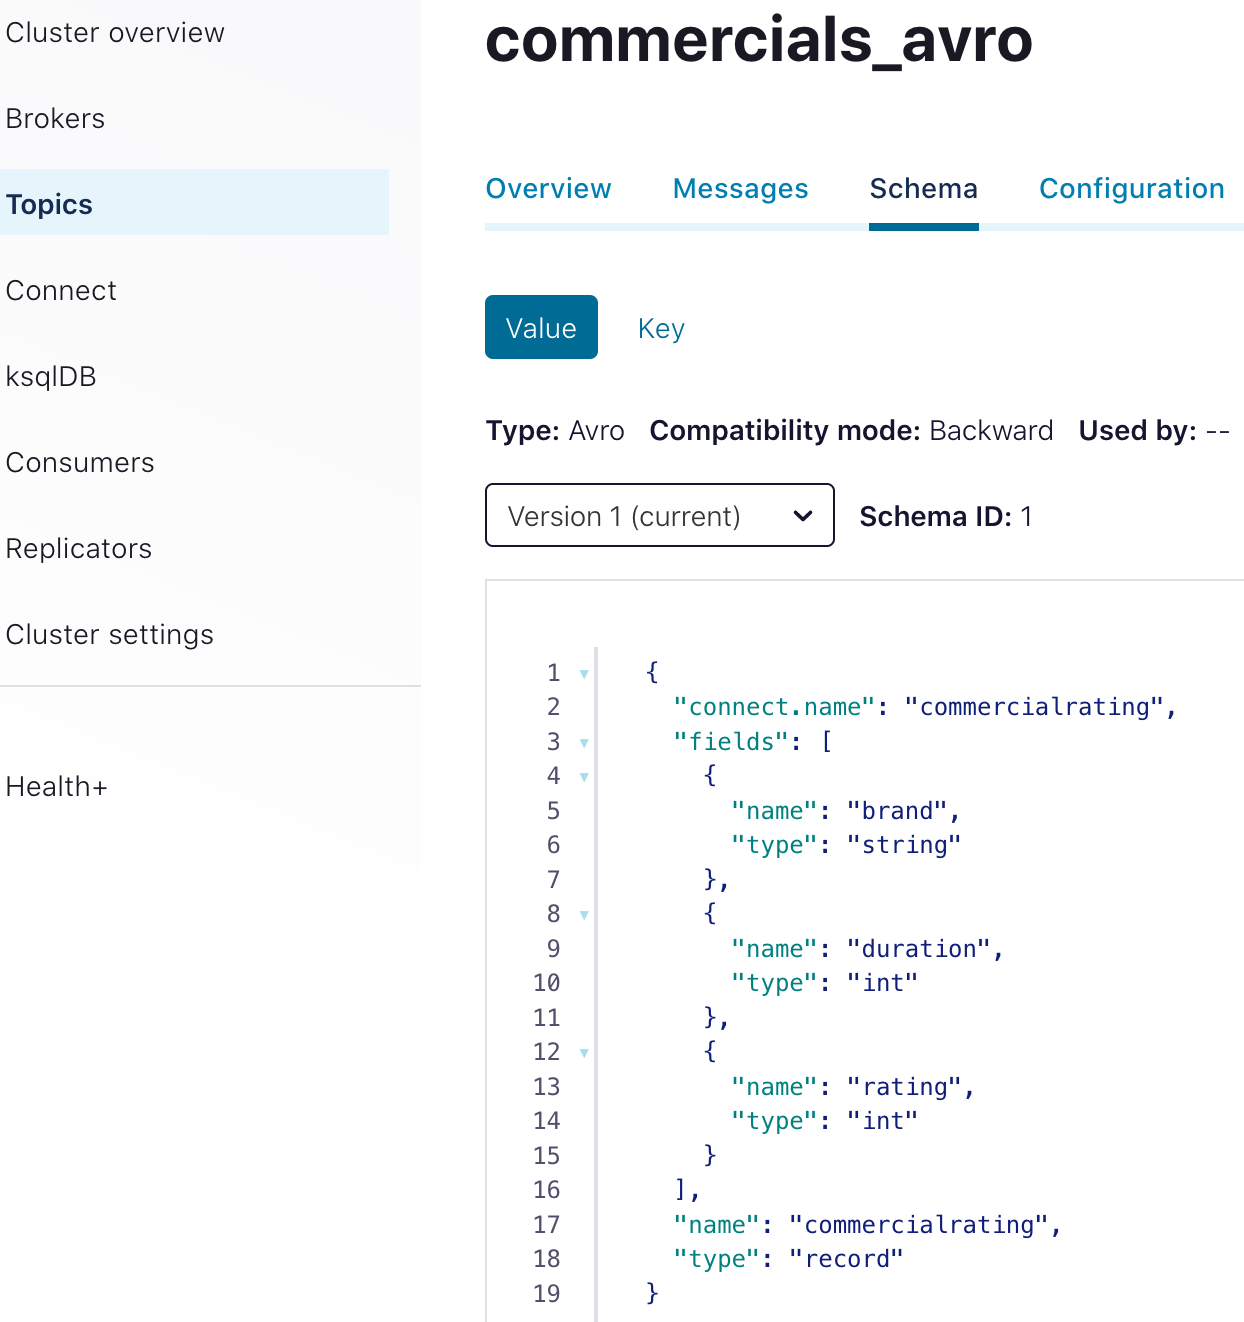 Cluster overview
Brokers
Topics
Connect
ksqlDB
Consumers
Replicators
Cluster settings
Health+
commercials_avro
Overview Messages Schema Configuration
Value Key
Type: Avro Compatibility mode: Backward Used by: --
Version 1 (current) Schema ID: 1
1 {
2 "connect.name": "commercialrating",
3 "fields": [
4 {
5 "name": "brand",
6 "type": "string"
7 },
8 {
9 "name": "duration",
10 "type": "int"
11 },
12 {
13 "name": "rating",
14 "type": "int"
15 }
16 ],
17 "name": "commercialrating",
18 "type": "record"
19 }